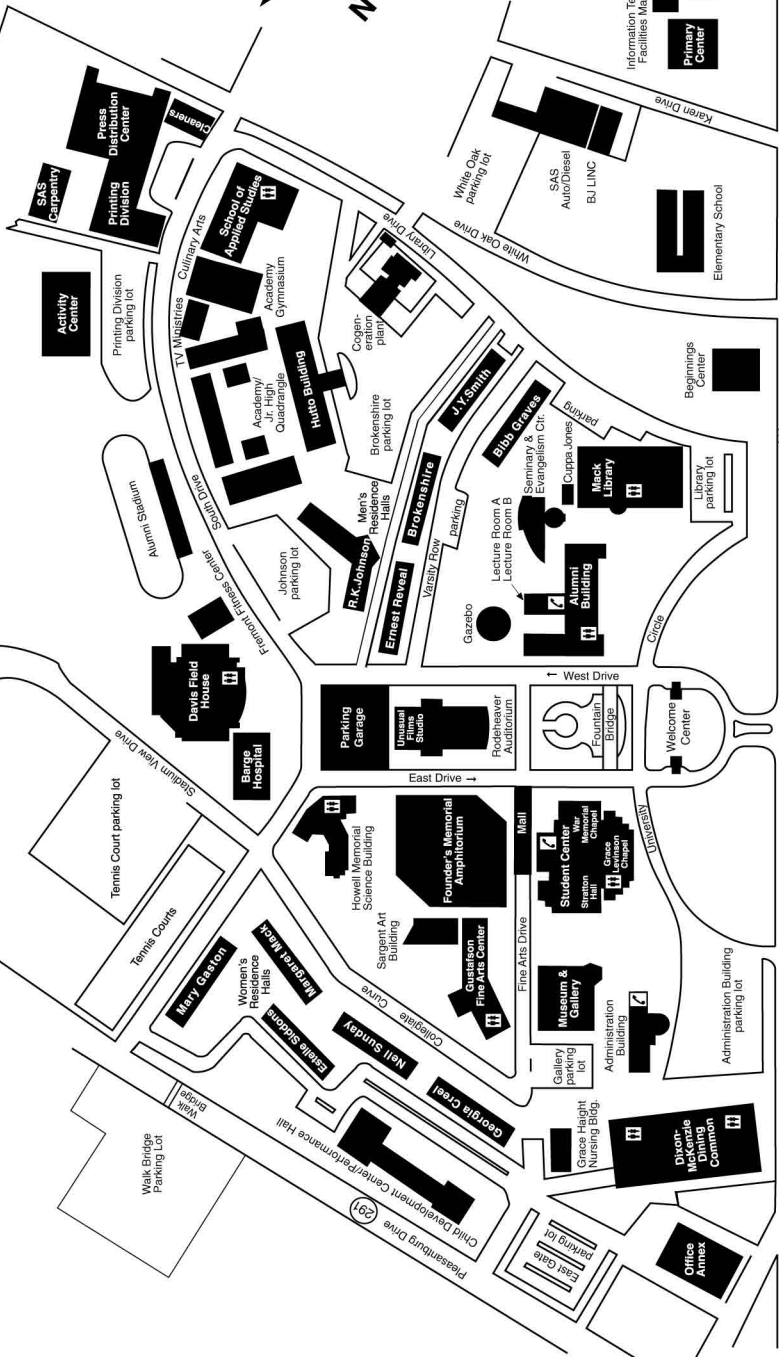 N
Information Te
Facilities Ma
Primary
Center
Karen Drive
White Oak
parking lot
SAS
Auto/Diesel
BJ LINC
Elementary School
White Oak Drive
Library Drive
Beginnings
Center
Press
Distribution
Center
Cleaners
SAS
Carpentry
Printing
Division
Activity
Center
Printing Division
parking lot
Culinary Arts
School of
Applied Studies
TV Ministries
Academy
Gymnasium
Academy/
Jr. High
Quadrangle
Hutto Building
Cogen-
eration
plant
Brokenshire
parking lot
J.Y.Smith
Bibb Graves
parking
Alumni Stadium
South Drive
Fremont Fitness Center
Johnson
parking lot
Men's
Residence
Halls
R.K.Johnson
Brokenshire
Ernest Reveal
Varsity Row
parking
Seminary &
Evangelism Ctr.
Cuppa Jones
Mack
Library
Library
parking lot
Lecture Room A
Lecture Room B
Alumni
Building
Gazebo
Circle
West Drive
Davis Field
House
Barge
Hospital
Stadium View Drive
Parking
Garage
Unusual
Films
Studio
Rodeheaver
Auditorium
Fountain
Bridge
Welcome
Center
East Drive
Tennis Court parking lot
Tennis Courts
Howell Memorial
Science Building
Founder's Memorial
Amphitorium
Mall
Student Center
War
Memorial
Chapel
Stratton
Hall
Grace
Levinson
Chapel
University
Sargent Art
Building
Gustafson
Fine Arts Center
Fine Arts Drive
Museum &
Gallery
Administration
Building
Administration Building
parking lot
Gallery
parking
lot
Mary Gaston
Women's
Residence
Halls
Margaret Mack
Estelle Siddons
Nell Sunday
Georgia Creel
Collegiate
Curve
Walk
Bridge
Walk Bridge
Parking Lot
Child Development Center/Performance Hall
291
Pleasantburg Drive
Grace Haight
Nursing Bldg.
Dixon-
McKenzie
Dining
Common
East Gate
parking lot
Office
Annex